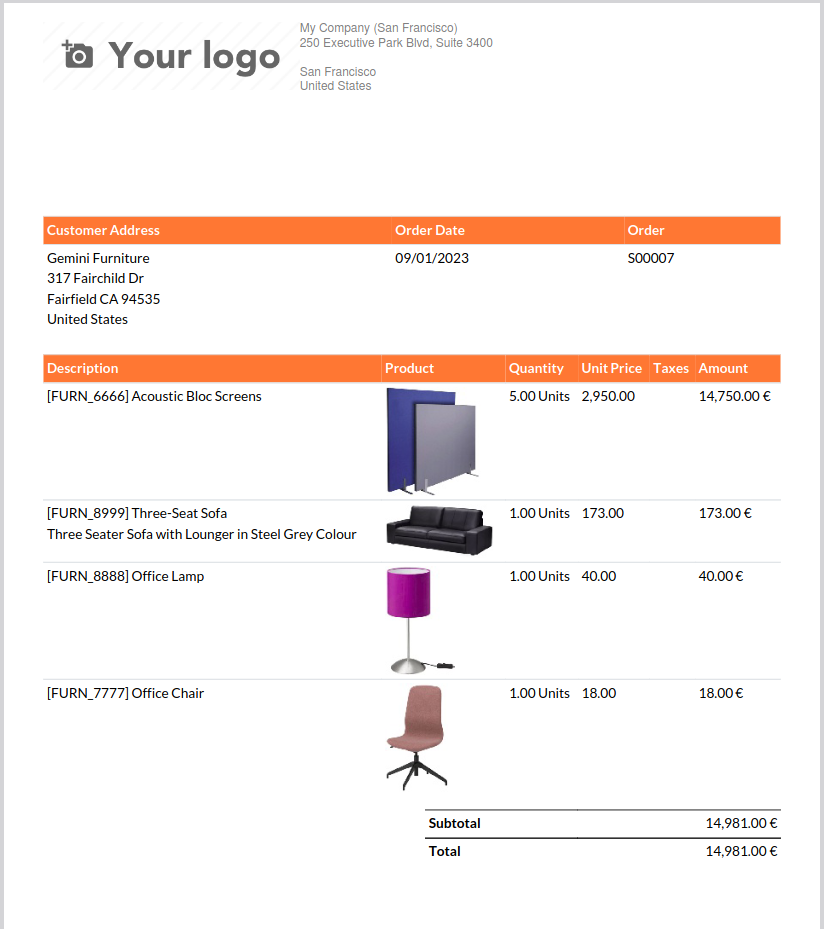 Your logo
My Company (San Francisco)
250 Executive Park Blvd, Suite 3400
San Francisco
United States
Customer Address Order Date Order
Gemini Furniture 09/01/2023 S00007
317 Fairchild Dr
Fairfield CA 94535
United States
Description Product Quantity Unit Price Taxes Amount
[FURN_6666] Acoustic Bloc Screens 5.00 Units 2,950.00 14,750.00 €
[FURN_8999] Three-Seat Sofa 1.00 Units 173.00 173.00 €
Three Seater Sofa with Lounger in Steel Grey Colour
[FURN_8888] Office Lamp 1.00 Units 40.00 40.00 €
[FURN_7777] Office Chair 1.00 Units 18.00 18.00 €
Subtotal 14,981.00 €
Total 14,981.00 €